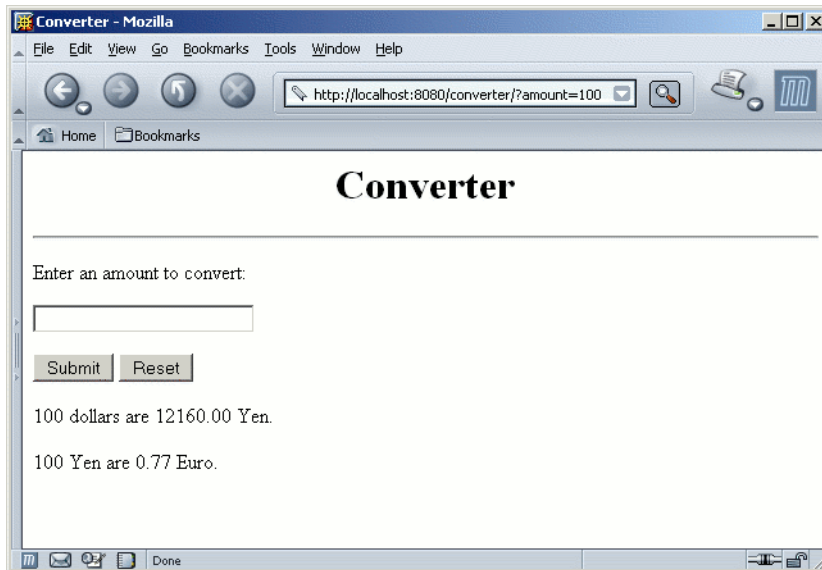 Converter - Mozilla
File Edit View Go Bookmarks Tools Window Help
http://localhost:8080/converter/?amount=100
Home Bookmarks
Converter
Enter an amount to convert:
Submit Reset
100 dollars are 12160.00 Yen.
100 Yen are 0.77 Euro.
Done